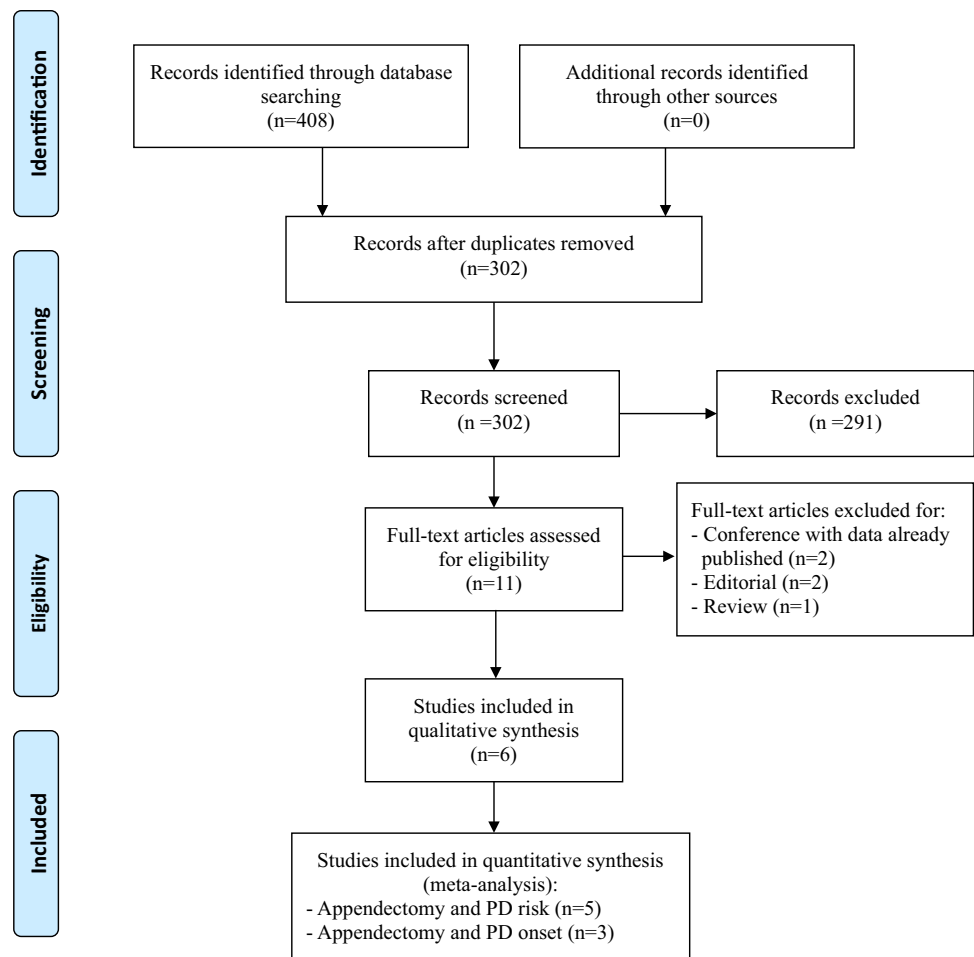 Identification
Records identified through database
searching
(n=408)
Additional records identified
through other sources
(n=0)
Records after duplicates removed
(n=302)
Screening
Records screened
(n =302)
Records excluded
(n =291)
Eligibility
Full-text articles assessed
for eligibility
(n=11)
Full-text articles excluded for:
- Conference with data already
published (n=2)
- Editorial (n=2)
- Review (n=1)
Studies included in
qualitative synthesis
(n=6)
Included
Studies included in quantitative synthesis
(meta-analysis):
- Appendectomy and PD risk (n=5)
- Appendectomy and PD onset (n=3)